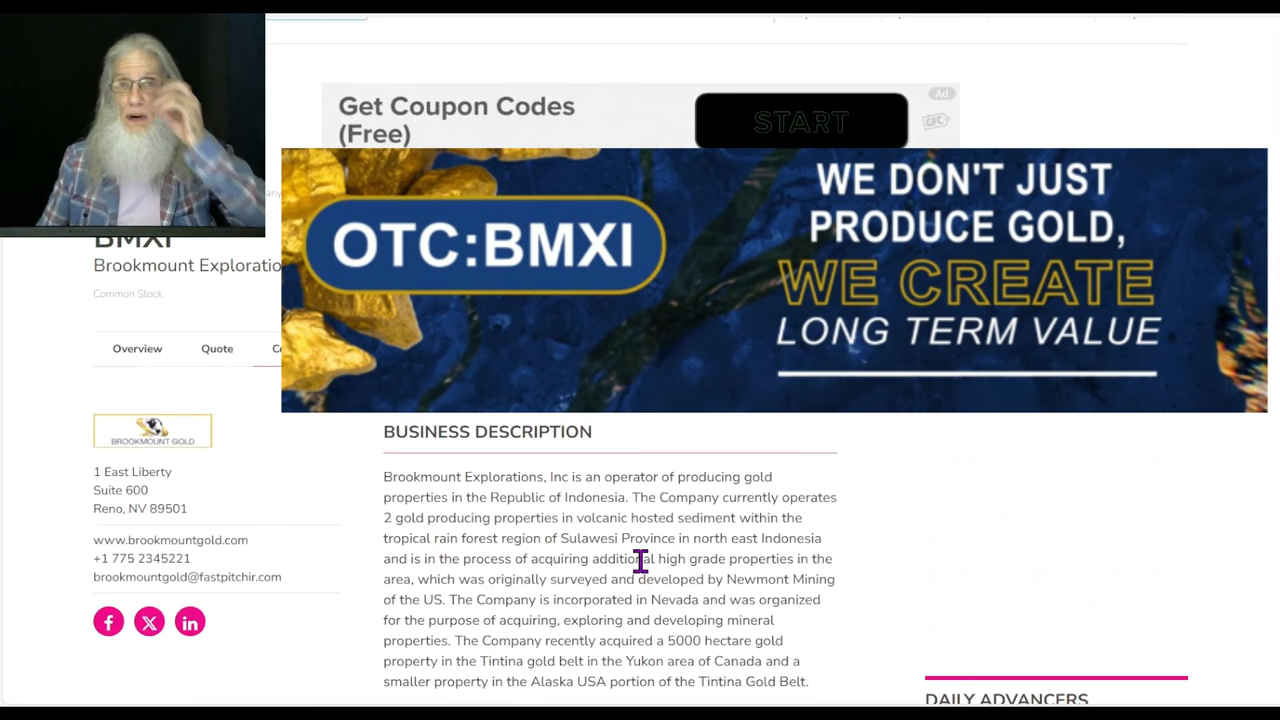 Get Coupon Codes
(Free)
START
Ad
GFC
OTC:BMXI
WE DON'T JUST
PRODUCE GOLD,
WE CREATE
LONG TERM VALUE
BMXI
Brookmount Exploratio
Common Stock
Overview
Quote
BROOKMOUNT GOLD
1 East Liberty
Suite 600
Reno, NV 89501
www.brookmountgold.com
+1 775 2345221
brookmountgold@fastpitchir.com
BUSINESS DESCRIPTION
Brookmount Explorations, Inc is an operator of producing gold
properties in the Republic of Indonesia. The Company currently operates
2 gold producing properties in volcanic hosted sediment within the
tropical rain forest region of Sulawesi Province in north east Indonesia
and is in the process of acquiring additional high grade properties in the
area, which was originally surveyed and developed by Newmont Mining
of the US. The Company is incorporated in Nevada and was organized
for the purpose of acquiring, exploring and developing mineral
properties. The Company recently acquired a 5000 hectare gold
property in the Tintina gold belt in the Yukon area of Canada and a
smaller property in the Alaska USA portion of the Tintina Gold Belt.
DAILY ADVANCERS